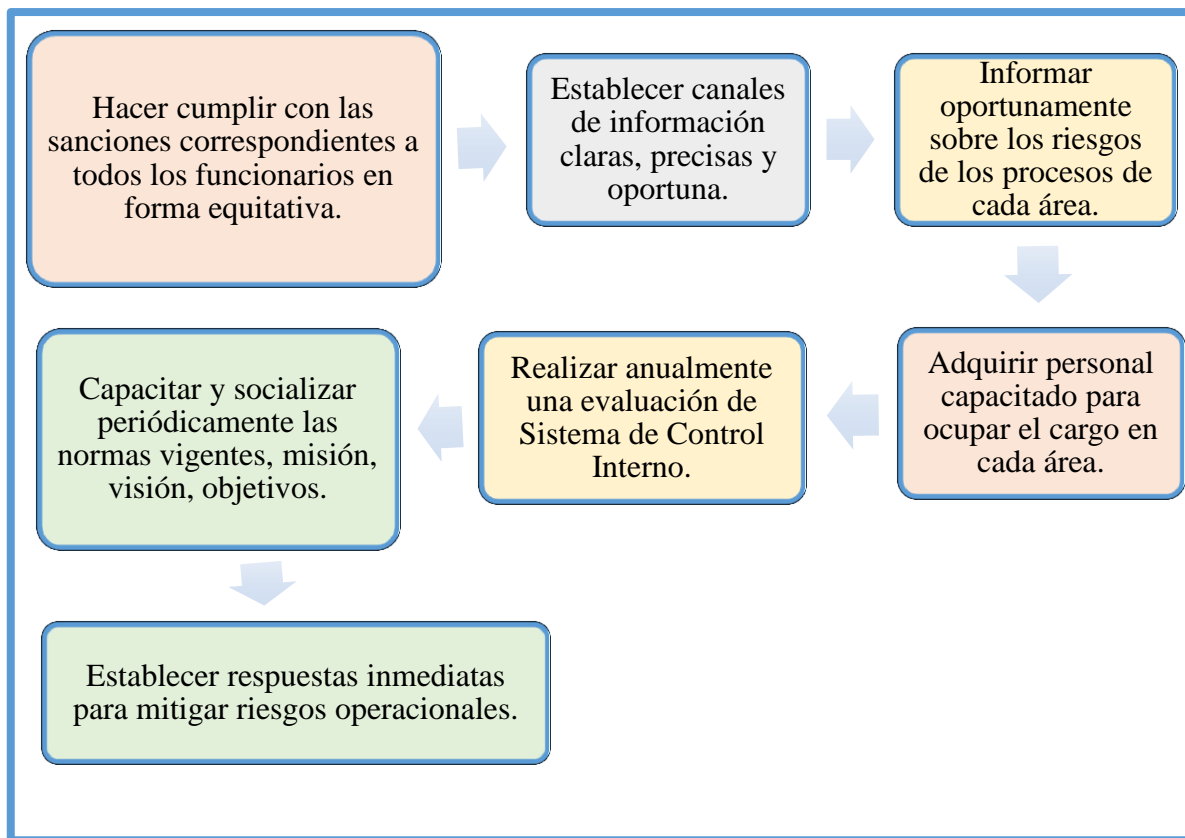 Hacer cumplir con las
sanciones correspondientes a
todos los funcionarios en
forma equitativa.
Establecer canales
de información
claras, precisas y
oportuna.
Informar
oportunamente
sobre los riesgos
de los procesos de
cada área.
Adquirir personal
capacitado para
ocupar el cargo en
cada área.
Realizar anualmente
una evaluación de
Sistema de Control
Interno.
Capacitar y socializar
periódicamente las
normas vigentes, misión,
visión, objetivos.
Establecer respuestas inmediatas
para mitigar riesgos operacionales.